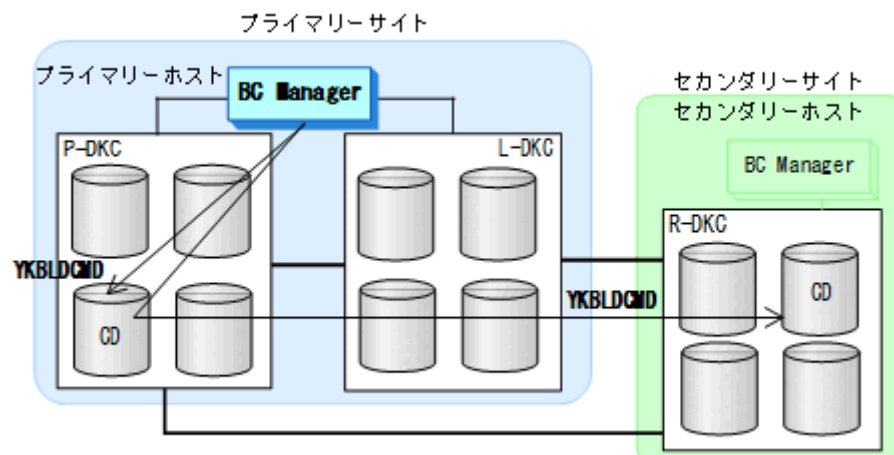 プライマリーサイト
プライマリーホスト
BC Manager
セカンダリーサイト
セカンダリーホスト
P-DKC
L-DKC
BC Manager
R-DKC
YKBLDCMD
YKBLDCMD
CD
CD